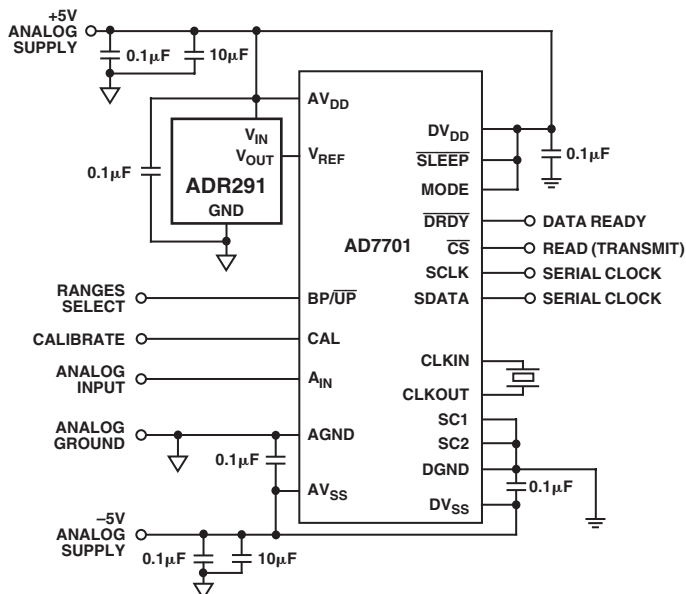 +5V
ANALOG
SUPPLY
0.1µF
10µF
0.1µF
VIN
VOUT
ADR291
GND
AVDD
VREF
DVDD
SLEEP
MODE
0.1µF
DRDY
DATA READY
AD7701
CS
READ (TRANSMIT)
SCLK
SERIAL CLOCK
SDATA
SERIAL CLOCK
RANGES
SELECT
BP/UP
CALIBRATE
CAL
ANALOG
INPUT
AIN
CLKIN
CLKOUT
ANALOG
GROUND
AGND
0.1µF
AVSS
SC1
SC2
DGND
0.1µF
DVSS
–5V
ANALOG
SUPPLY
0.1µF
10µF